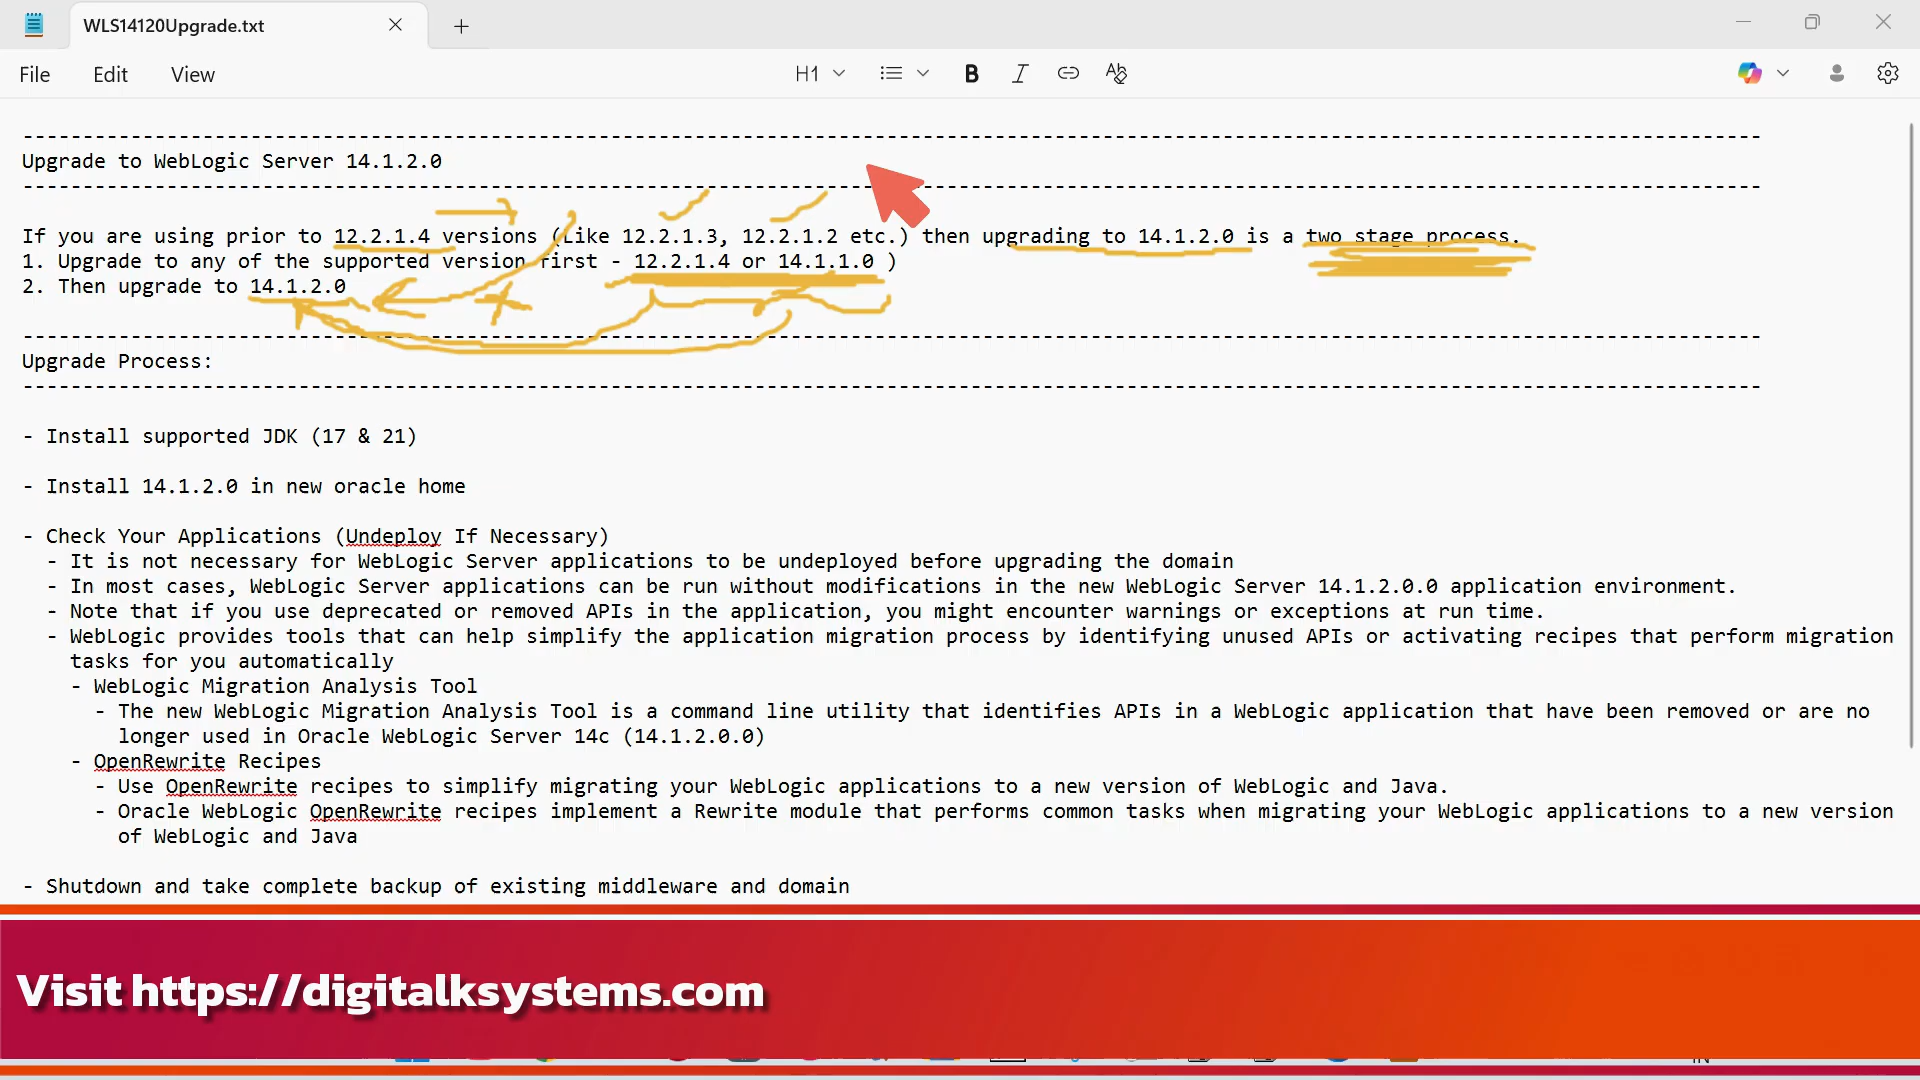 WLS14120Upgrade.txt
File Edit View H1
--------------------------------------------------------------------------------
Upgrade to WebLogic Server 14.1.2.0
--------------------------------------------------------------------------------
If you are using prior to 12.2.1.4 versions (Like 12.2.1.3, 12.2.1.2 etc.) then upgrading to 14.1.2.0 is a two stage process.
1. Upgrade to any of the supported version first - 12.2.1.4 or 14.1.1.0 )
2. Then upgrade to 14.1.2.0
--------------------------------------------------------------------------------
Upgrade Process:
--------------------------------------------------------------------------------
- Install supported JDK (17 & 21)
- Install 14.1.2.0 in new oracle home
- Check Your Applications (Undeploy If Necessary)
- It is not necessary for WebLogic Server applications to be undeployed before upgrading the domain
- In most cases, WebLogic Server applications can be run without modifications in the new WebLogic Server 14.1.2.0.0 application environment.
- Note that if you use deprecated or removed APIs in the application, you might encounter warnings or exceptions at run time.
- WebLogic provides tools that can help simplify the application migration process by identifying unused APIs or activating recipes that perform migration
tasks for you automatically
- WebLogic Migration Analysis Tool
- The new WebLogic Migration Analysis Tool is a command line utility that identifies APIs in a WebLogic application that have been removed or are no
longer used in Oracle WebLogic Server 14c (14.1.2.0.0)
- OpenRewrite Recipes
- Use OpenRewrite recipes to simplify migrating your WebLogic applications to a new version of WebLogic and Java.
- Oracle WebLogic OpenRewrite recipes implement a Rewrite module that performs common tasks when migrating your WebLogic applications to a new version
of WebLogic and Java
- Shutdown and take complete backup of existing middleware and domain
Visit https://digitalksystems.com